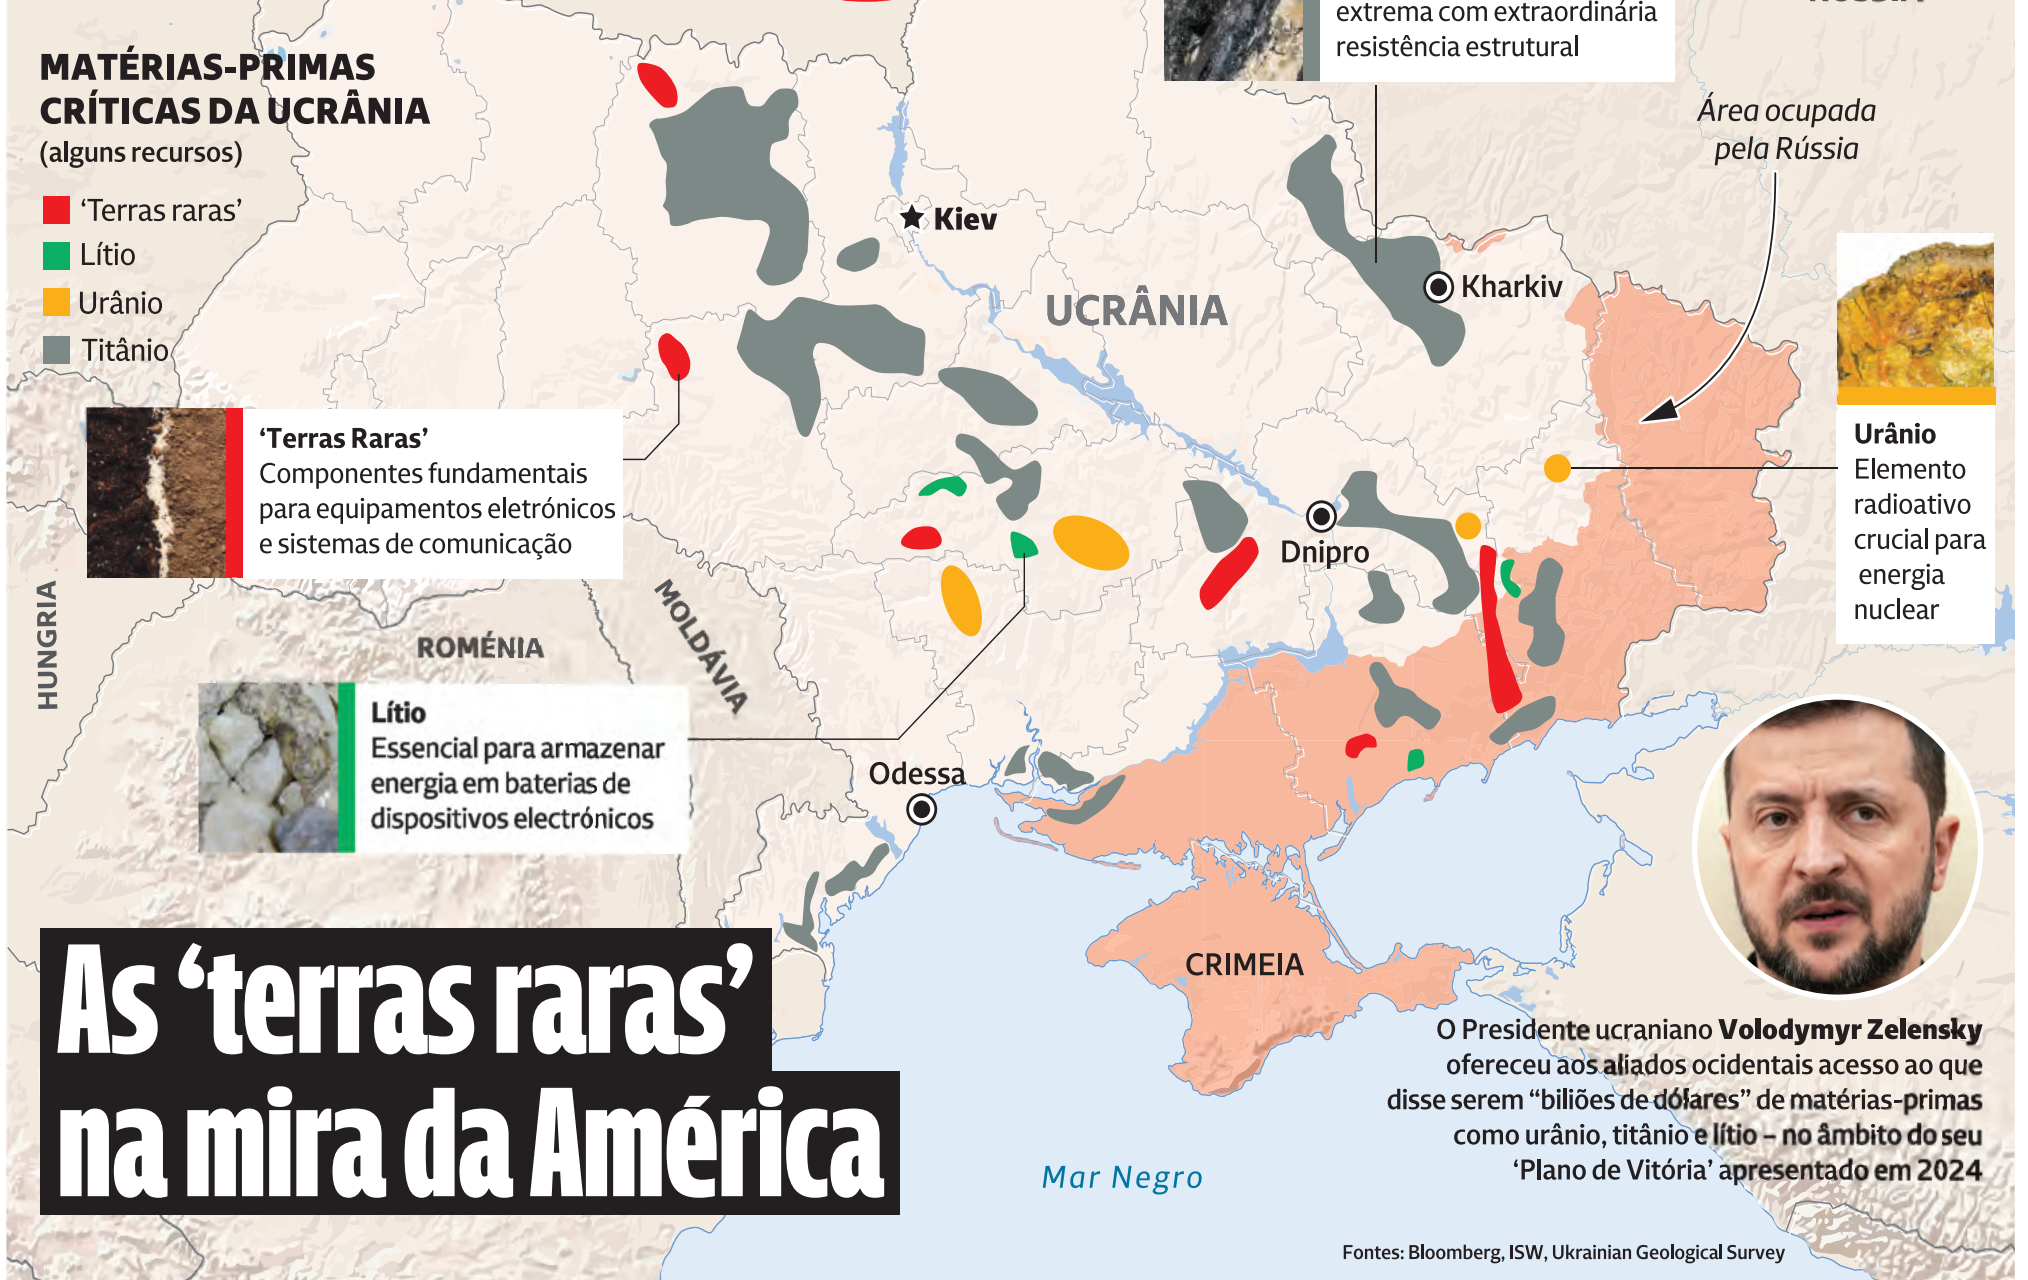 extrema com extraordinária
resistência estrutural
MATÉRIAS-PRIMAS
CRÍTICAS DA UCRÂNIA
(alguns recursos)
‘Terras raras’
Lítio
Urânio
Titânio
Área ocupada
pela Rússia
Kiev
UCRÂNIA
Kharkiv
‘Terras Raras’
Componentes fundamentais
para equipamentos eletrónicos
e sistemas de comunicação
Urânio
Elemento
radioativo
crucial para
energia
nuclear
Dnipro
HUNGRIA
ROMÉNIA
MOLDÁVIA
Lítio
Essencial para armazenar
energia em baterias de
dispositivos electrónicos
Odessa
CRIMEIA
As ‘terras raras’
na mira da América
Mar Negro
O Presidente ucraniano Volodymyr Zelensky
ofereceu aos aliados ocidentais acesso ao que
disse serem “biliões de dólares” de matérias-primas
como urânio, titânio e lítio – no âmbito do seu
‘Plano de Vitória’ apresentado em 2024
Fontes: Bloomberg, ISW, Ukrainian Geological Survey